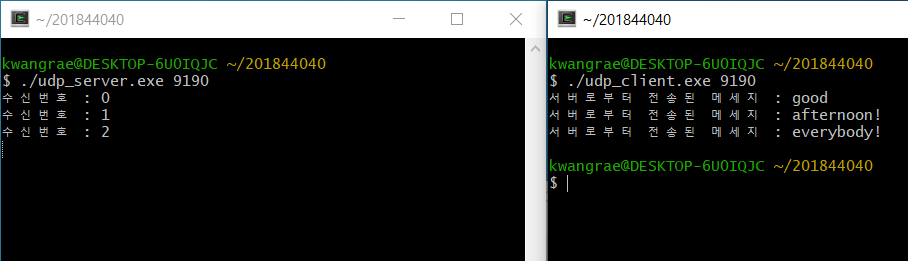 ~/201844040
kwangrae@DESKTOP-6U0IQJC ~/201844040
$ ./udp_server.exe 9190
수신번호 : 0
수신번호 : 1
수신번호 : 2
~/201844040
kwangrae@DESKTOP-6U0IQJC ~/201844040
$ ./udp_client.exe 9190
서버로부터 전송된 메세지 : good
서버로부터 전송된 메세지 : afternoon!
서버로부터 전송된 메세지 : everybody!
kwangrae@DESKTOP-6U0IQJC ~/201844040
$